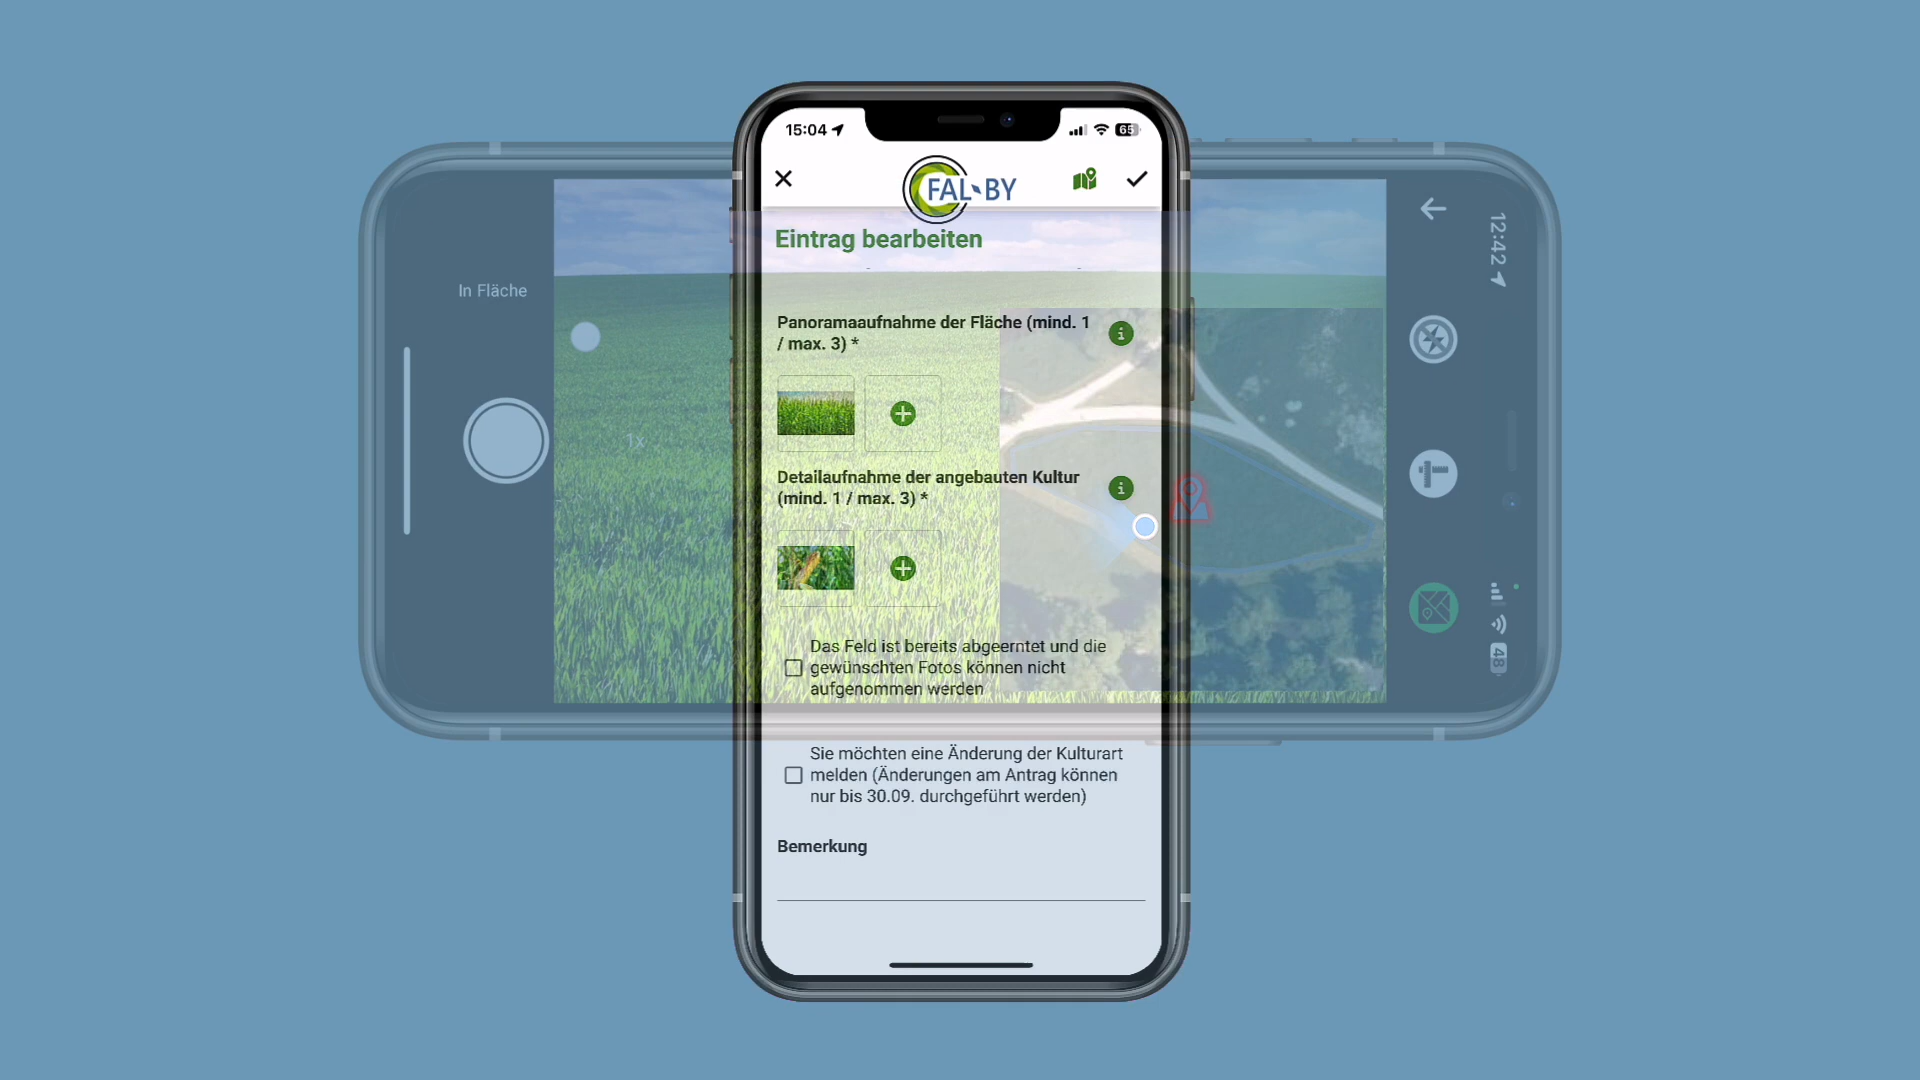 15:04
65
FAL-BY
Eintrag bearbeiten
In Fläche
12:42
Panoramaaufnahme der Fläche (mind. 1
/ max. 3) *
1x
Detailaufnahme der angebauten Kultur
(mind. 1 / max. 3) *
Das Feld ist bereits abgeerntet und die
gewünschten Fotos können nicht
aufgenommen werden
48
Sie möchten eine Änderung der Kulturart
melden (Änderungen am Antrag können
nur bis 30.09. durchgeführt werden)
Bemerkung